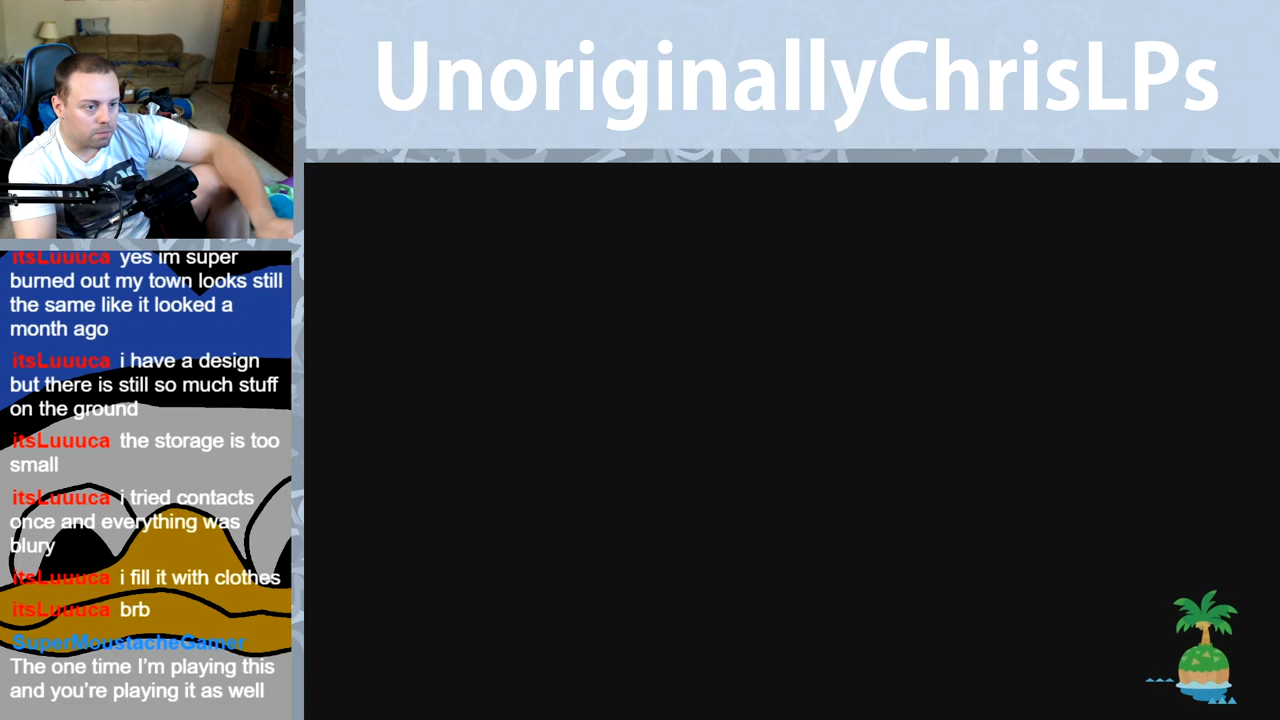 UnoriginallyChrisLPs
itsLuuuca yes im super
burned out my town looks still
the same like it looked a
month ago
itsLuuuca i have a design
but there is still so much stuff
on the ground
itsLuuuca the storage is too
small
itsLuuuca i tried contacts
once and everything was
blury
itsLuuuca i fill it with clothes
itsLuuuca brb
SuperMoustacheGamer
The one time I'm playing this
and you're playing it as well